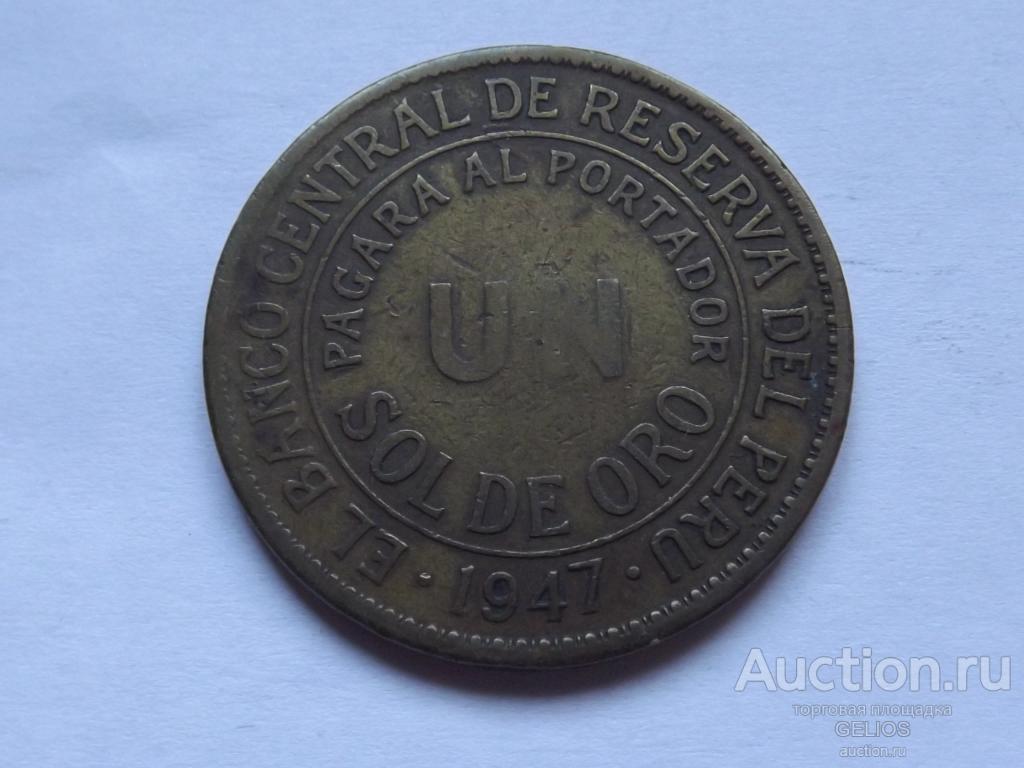 EL BANCO CENTRAL DE RESERVA DEL PERU
PAGARA AL PORTADOR
UN
SOL DE ORO
· 1947 ·
Auction.ru
торговая площадка
GELIOS
auction.ru